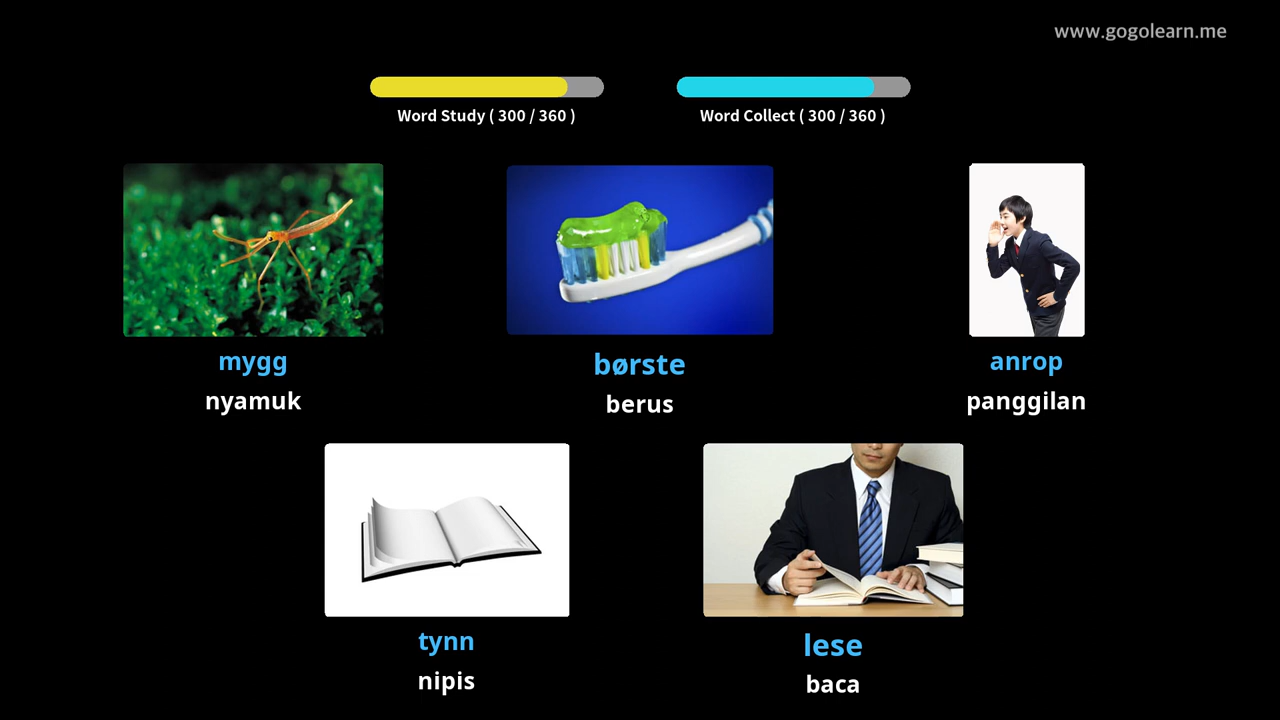 www.gogolearn.me
Word Study ( 300 / 360 )
Word Collect ( 300 / 360 )
mygg
nyamuk
børste
berus
anrop
panggilan
tynn
nipis
lese
baca